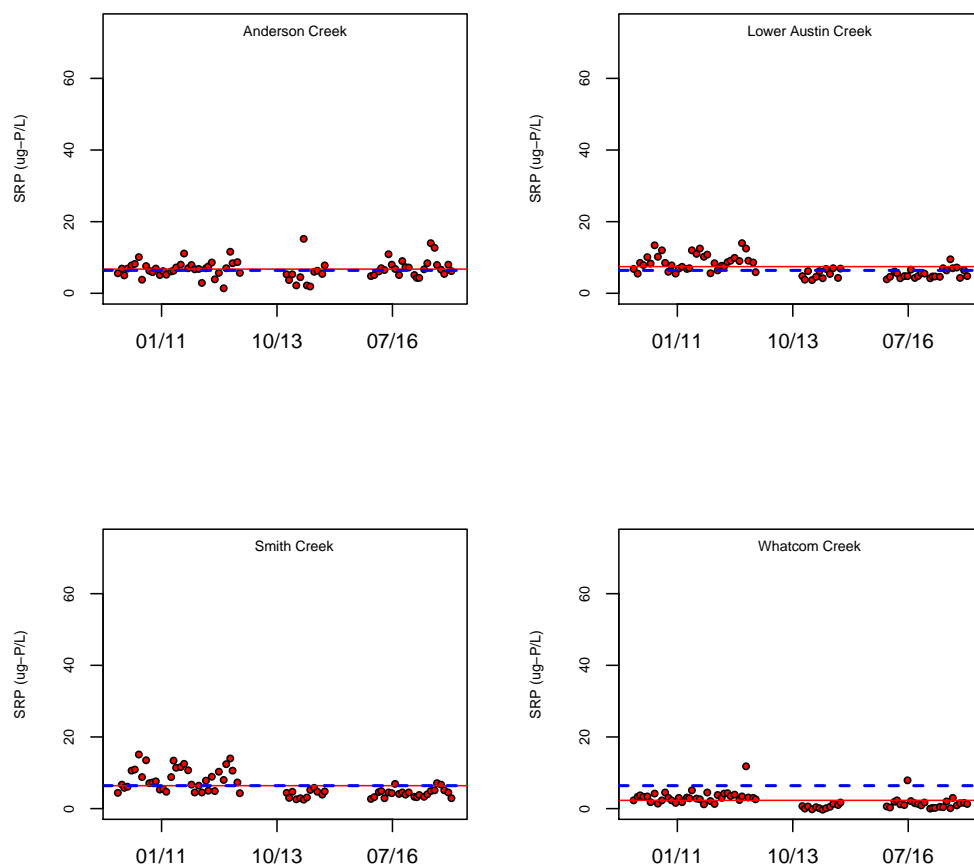 Anderson Creek
SRP (ug−P/L)
60
40
20
0
01/11 10/13 07/16
Lower Austin Creek
SRP (ug−P/L)
60
40
20
0
01/11 10/13 07/16
Smith Creek
SRP (ug−P/L)
60
40
20
0
01/11 10/13 07/16
Whatcom Creek
SRP (ug−P/L)
60
40
20
0
01/11 10/13 07/16